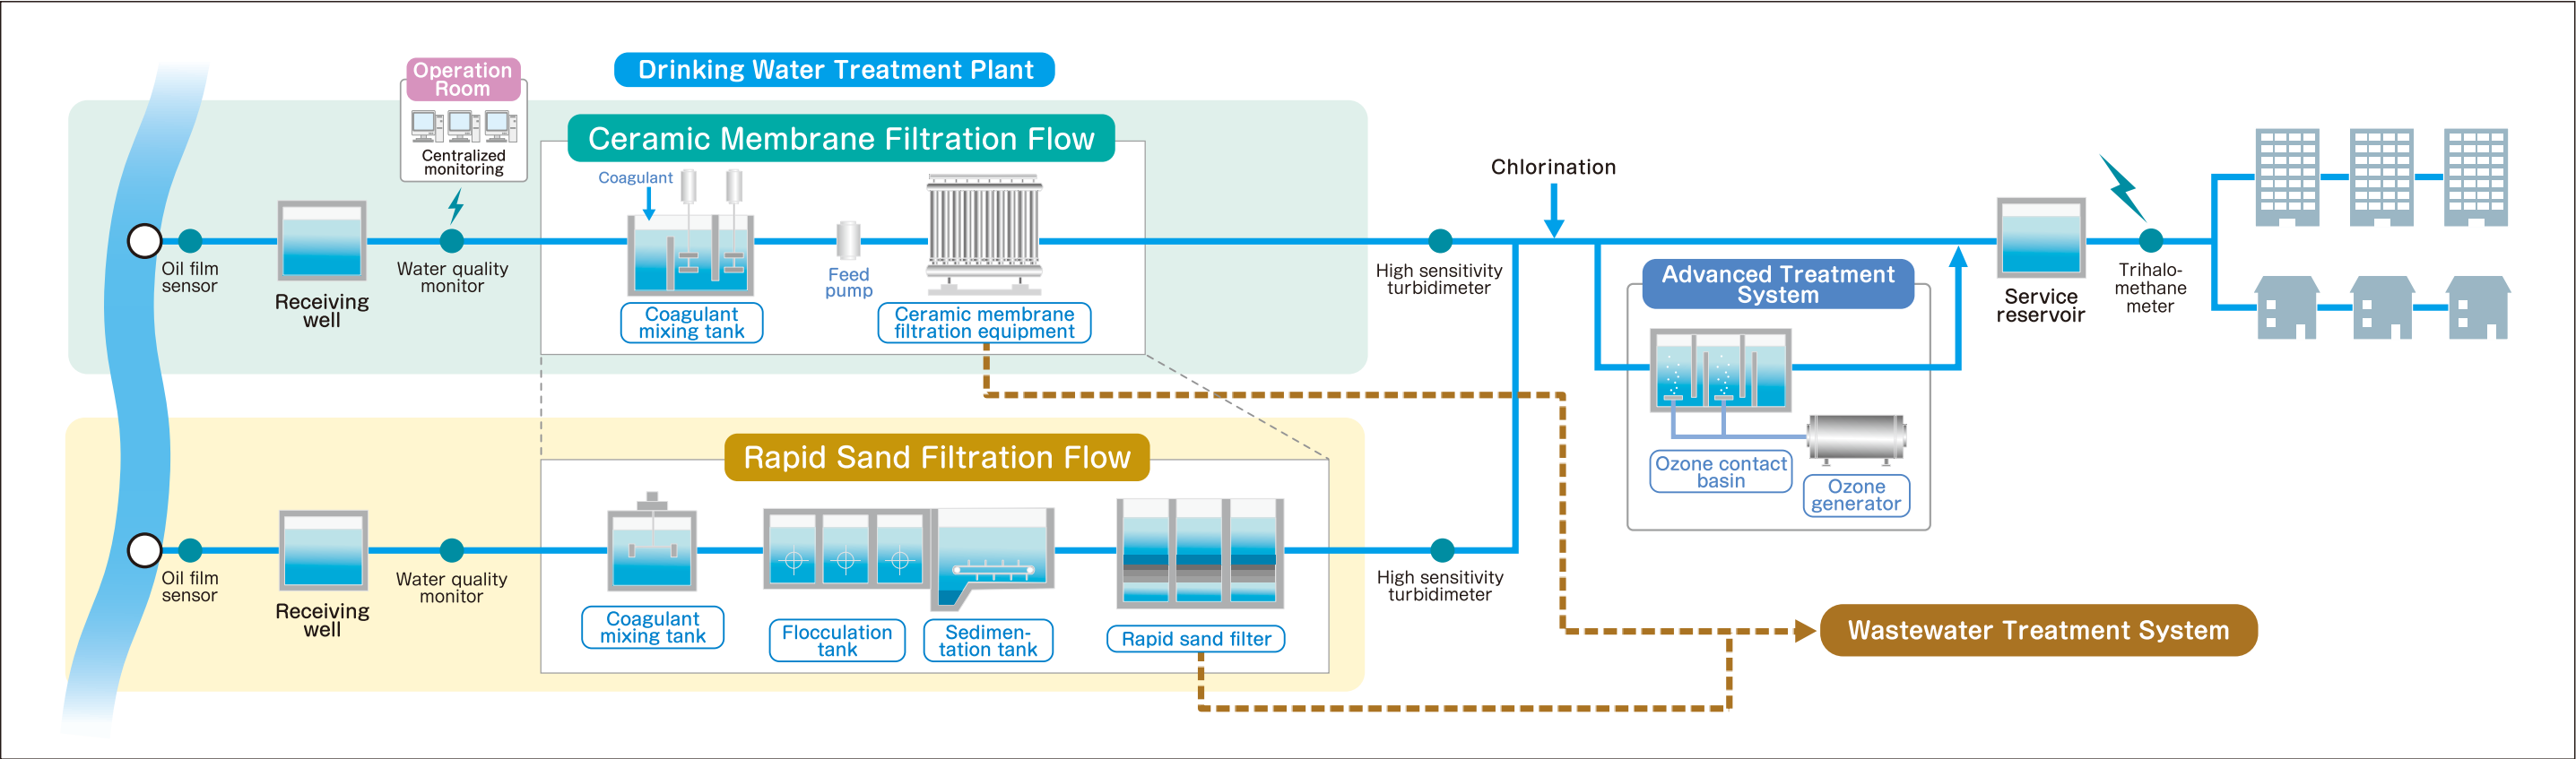 Drinking Water Treatment Plant
Operation
Room
Centralized
monitoring
Ceramic Membrane Filtration Flow
Coagulant
Oil film
sensor
Receiving
well
Water quality
monitor
Coagulant
mixing tank
Feed
pump
Ceramic membrane
filtration equipment
High sensitivity
turbidimeter
Chlorination
Advanced Treatment
System
Ozone contact
basin
Ozone
generator
Service
reservoir
Trihalo-
methane
meter
Rapid Sand Filtration Flow
Oil film
sensor
Receiving
well
Water quality
monitor
Coagulant
mixing tank
Flocculation
tank
Sedimen-
tation tank
Rapid sand filter
High sensitivity
turbidimeter
Wastewater Treatment System